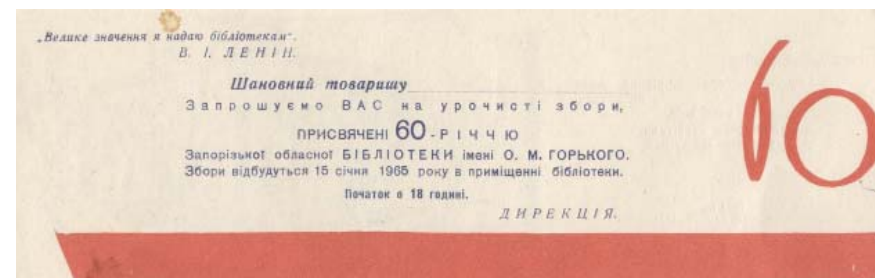 „Велике значення я надаю бібліотекам".
В. І. ЛЕНІН.
Шановний товаришу
Запрошуємо ВАС на урочисті збори,
ПРИСВЯЧЕНІ 60-РІЧЧЮ
Запорізької обласної БІБЛІОТЕКИ імені О. М. ГОРЬКОГО.
Збори відбудуться 15 січня 1965 року в приміщенні бібліотеки.
Початок о 18 годині.
ДИРЕКЦІЯ.
60